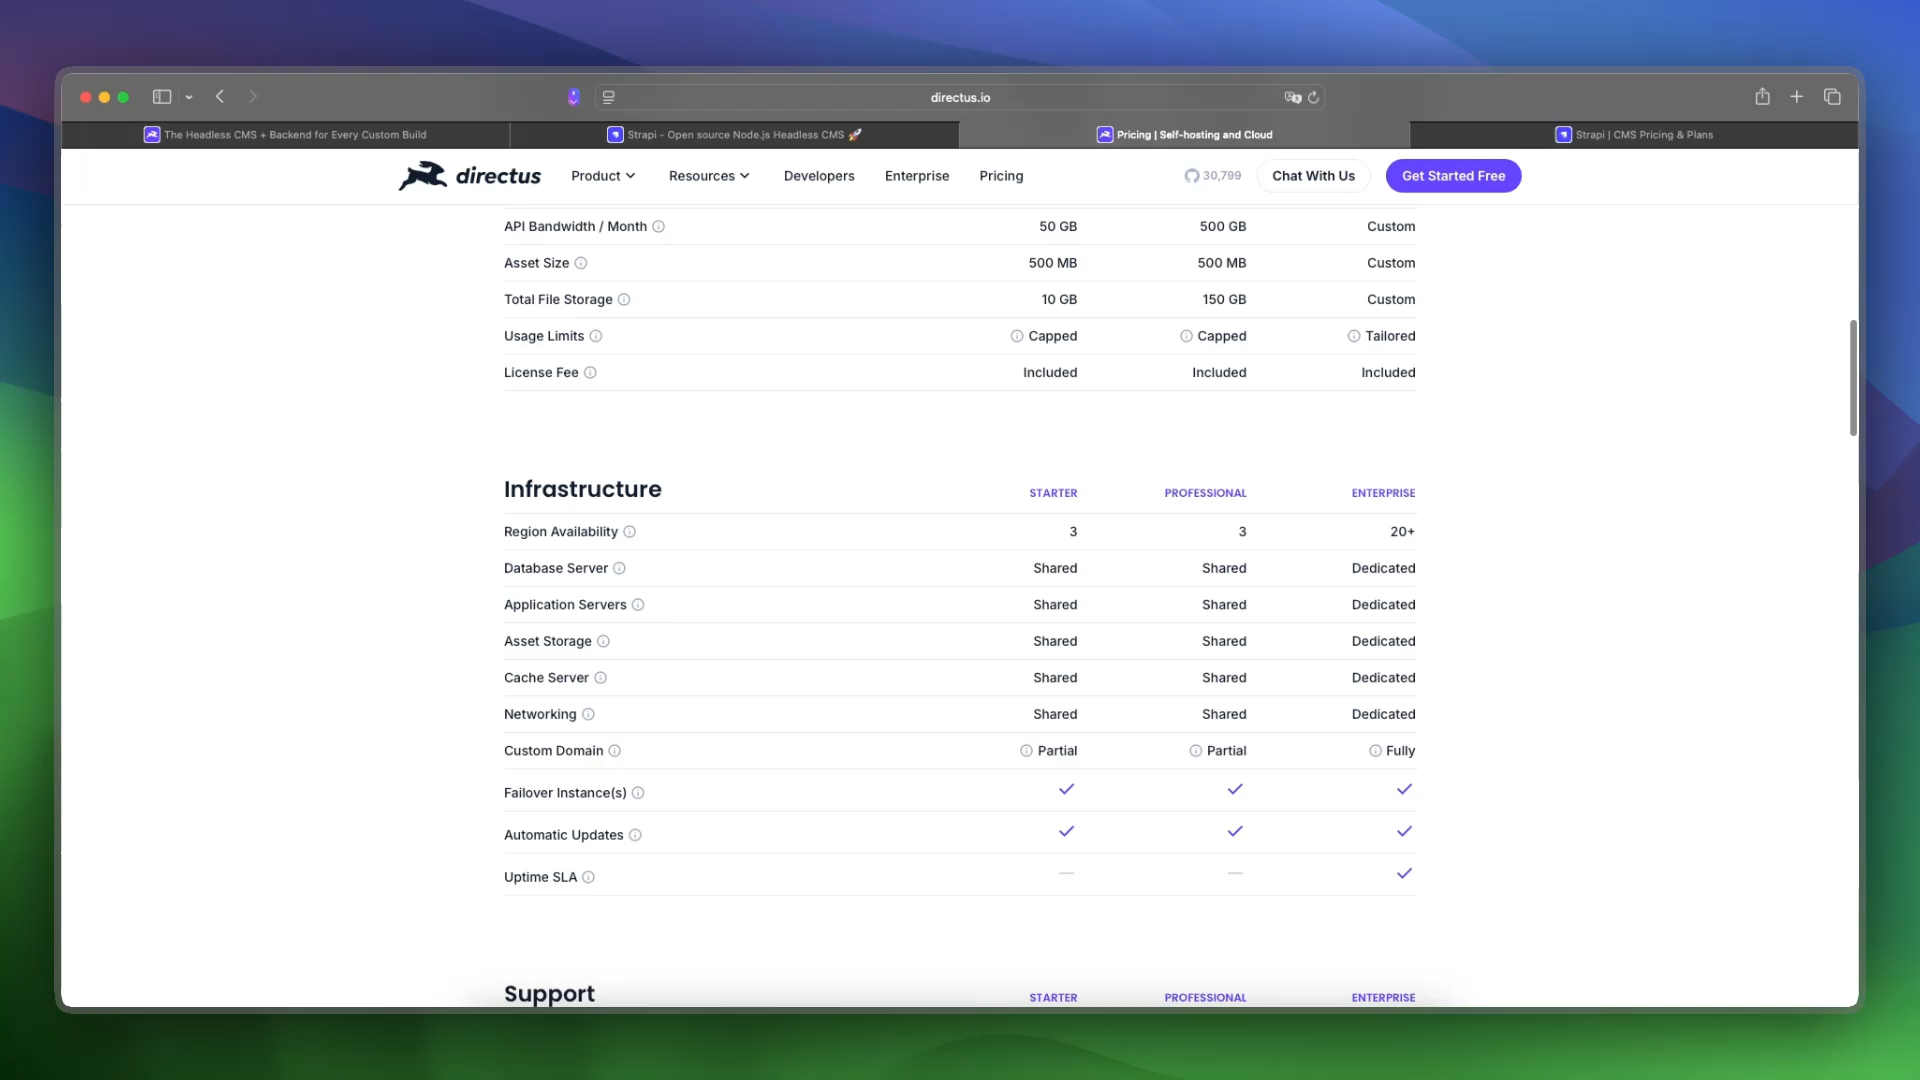 directus.io
The Headless CMS + Backend for Every Custom Build
Strapi - Open source Node.js Headless CMS 🚀
Pricing | Self-hosting and Cloud
Strapi | CMS Pricing & Plans
directus Product Resources Developers Enterprise Pricing 30,799 Chat With Us Get Started Free
API Bandwidth / Month 50 GB 500 GB Custom
Asset Size 500 MB 500 MB Custom
Total File Storage 10 GB 150 GB Custom
Usage Limits Capped Capped Tailored
License Fee Included Included Included
Infrastructure STARTER PROFESSIONAL ENTERPRISE
Region Availability 3 3 20+
Database Server Shared Shared Dedicated
Application Servers Shared Shared Dedicated
Asset Storage Shared Shared Dedicated
Cache Server Shared Shared Dedicated
Networking Shared Shared Dedicated
Custom Domain Partial Partial Fully
Failover Instance(s)
Automatic Updates
Uptime SLA — —
Support STARTER PROFESSIONAL ENTERPRISE